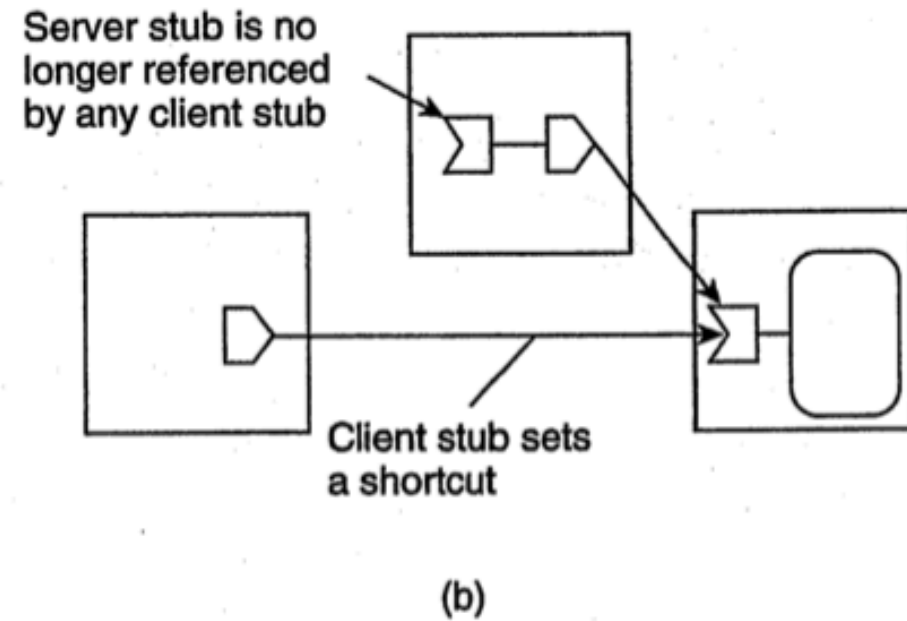 Server stub is no
longer referenced
by any client stub
Client stub sets
a shortcut
(b)